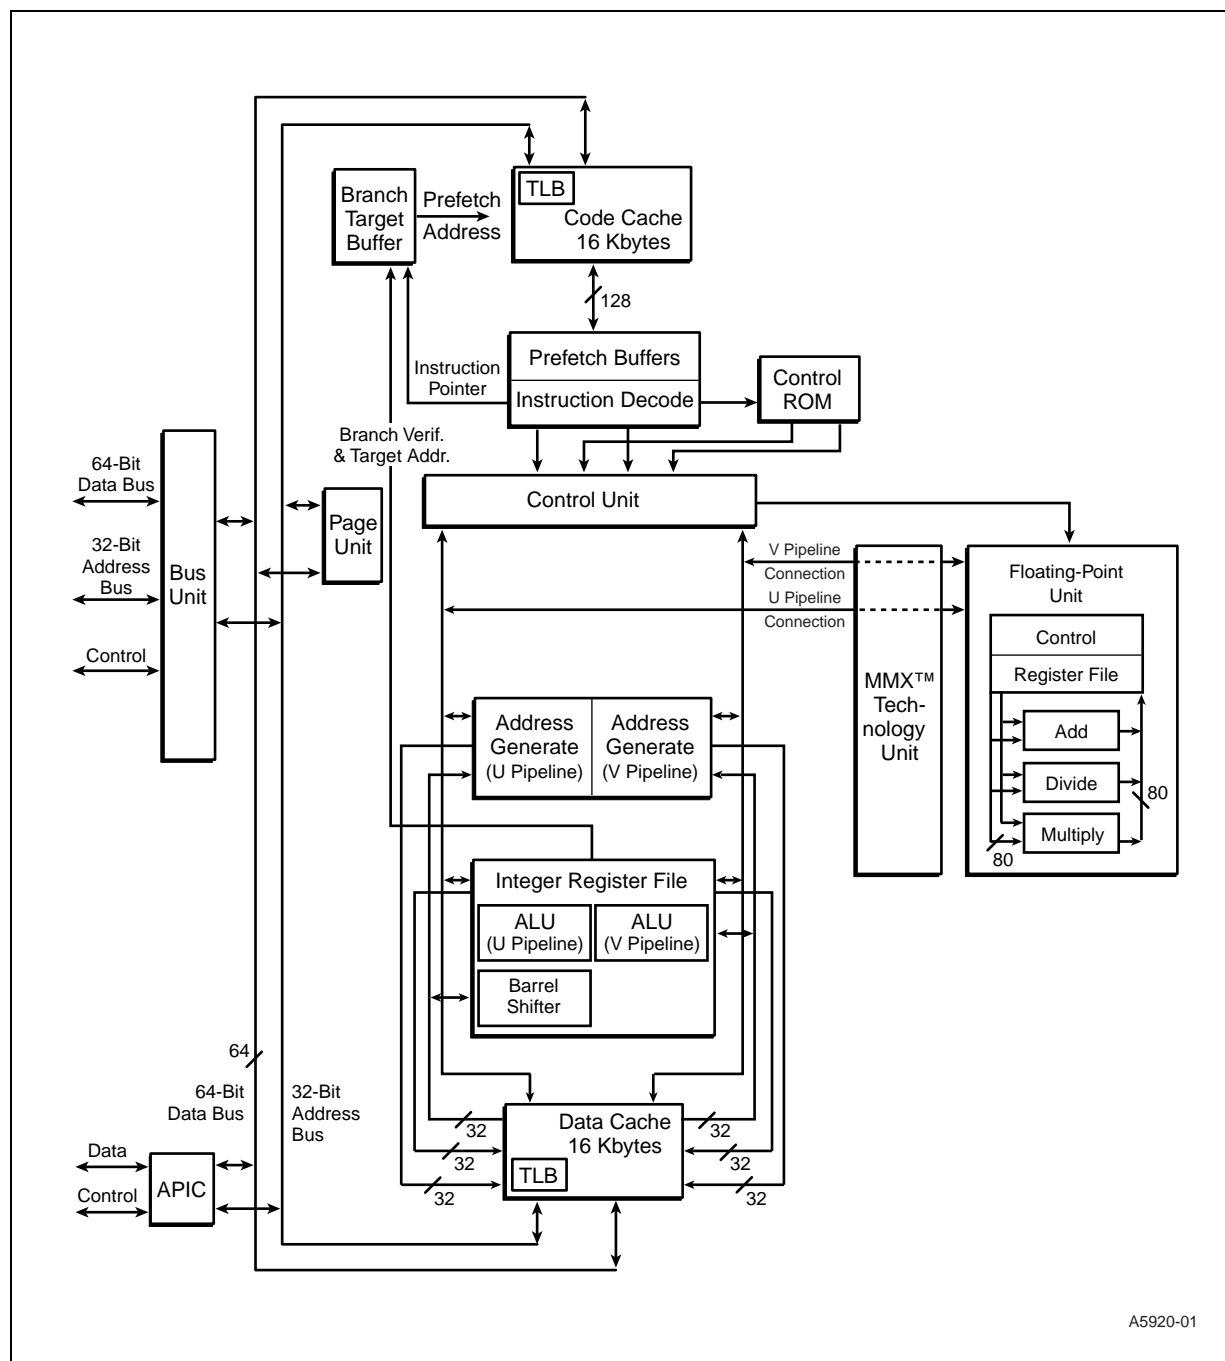 TLB
Code Cache
16 Kbytes
Branch
Target
Buffer
Prefetch
Address
128
Prefetch Buffers
Instruction Decode
Instruction
Pointer
Control
ROM
Branch Verif.
& Target Addr.
Control Unit
64-Bit
Data Bus
32-Bit
Address
Bus
Control
Bus
Unit
Page
Unit
V Pipeline
Connection
U Pipeline
Connection
MMX™
Tech-
nology
Unit
Floating-Point
Unit
Control
Register File
Add
Divide
Multiply
80
80
Address
Generate
(U Pipeline)
Address
Generate
(V Pipeline)
Integer Register File
ALU
(U Pipeline)
ALU
(V Pipeline)
Barrel
Shifter
64
64-Bit
Data Bus
32-Bit
Address
Bus
Data Cache
16 Kbytes
TLB
32
32
32
32
32
32
Data
Control
APIC
A5920-01